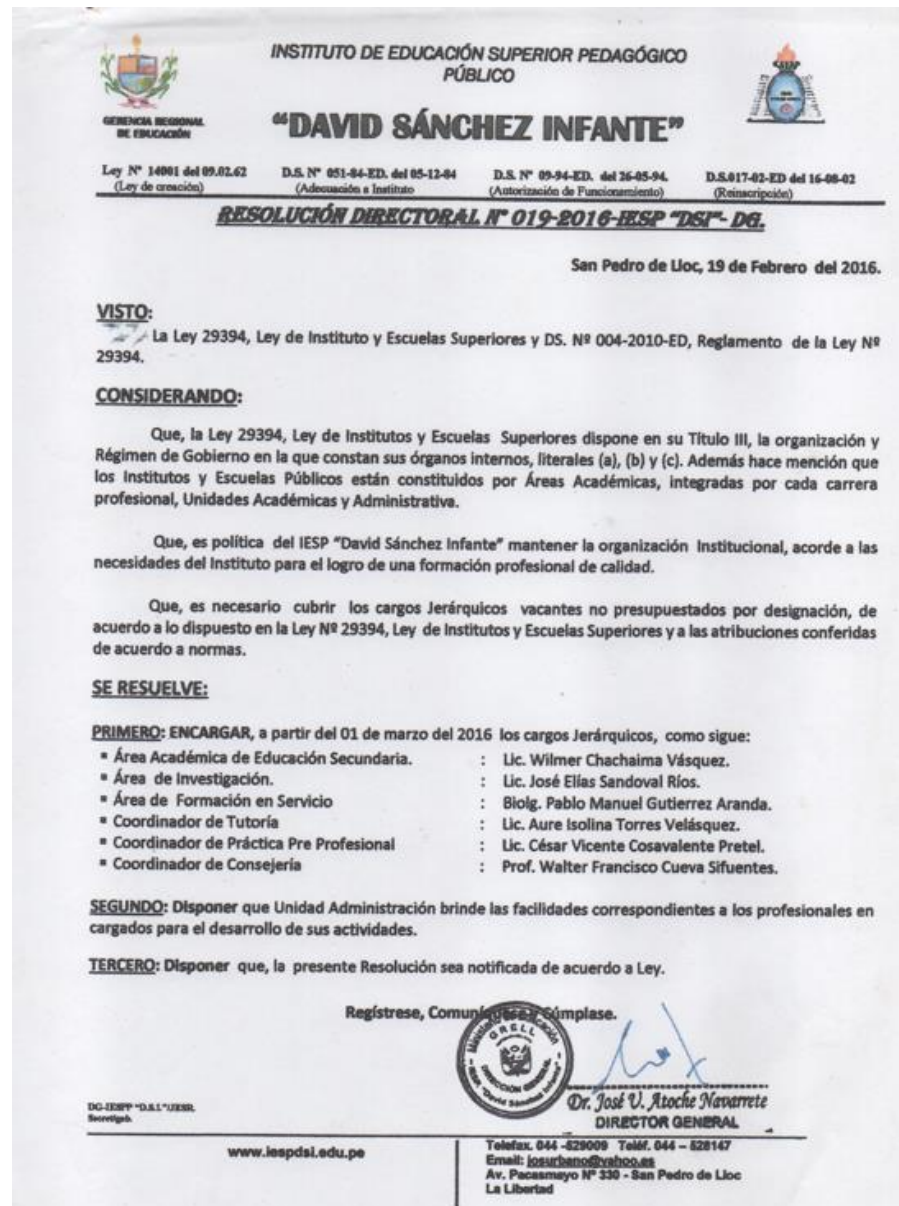 INSTITUTO DE EDUCACIÓN SUPERIOR PEDAGÓGICO
PÚBLICO
GERENCIA REGIONAL
DE EDUCACIÓN
“DAVID SÁNCHEZ INFANTE”
Ley N° 14001 del 09.02.62 D.S. N° 051-84-ED. del 05-12-84 D.S. N° 09-94-ED. del 26-05-94. D.S.017-02-ED del 16-08-02
(Ley de creación) (Adecuación a Instituto (Autorización de Funcionamiento) (Reinscripción)
RESOLUCIÓN DIRECTORAL N° 019-2016-IESP “DSI”- DG.
San Pedro de Lloc, 19 de Febrero del 2016.
VISTO:
La Ley 29394, Ley de Instituto y Escuelas Superiores y DS. Nº 004-2010-ED, Reglamento de la Ley Nº
29394.
CONSIDERANDO:
Que, la Ley 29394, Ley de Institutos y Escuelas Superiores dispone en su Título III, la organización y
Régimen de Gobierno en la que constan sus órganos internos, literales (a), (b) y (c). Además hace mención que
los Institutos y Escuelas Públicos están constituidos por Áreas Académicas, integradas por cada carrera
profesional, Unidades Académicas y Administrativa.
Que, es política del IESP “David Sánchez Infante” mantener la organización Institucional, acorde a las
necesidades del Instituto para el logro de una formación profesional de calidad.
Que, es necesario cubrir los cargos Jerárquicos vacantes no presupuestados por designación, de
acuerdo a lo dispuesto en la Ley Nº 29394, Ley de Institutos y Escuelas Superiores y a las atribuciones conferidas
de acuerdo a normas.
SE RESUELVE:
PRIMERO: ENCARGAR, a partir del 01 de marzo del 2016 los cargos Jerárquicos, como sigue:
▪ Área Académica de Educación Secundaria. : Lic. Wilmer Chachaima Vásquez.
▪ Área de Investigación. : Lic. José Elías Sandoval Ríos.
▪ Área de Formación en Servicio : Biolg. Pablo Manuel Gutierrez Aranda.
▪ Coordinador de Tutoría : Lic. Aure Isolina Torres Velásquez.
▪ Coordinador de Práctica Pre Profesional : Lic. César Vicente Cosavalente Pretel.
▪ Coordinador de Consejería : Prof. Walter Francisco Cueva Sifuentes.
SEGUNDO: Disponer que Unidad Administración brinde las facilidades correspondientes a los profesionales en
cargados para el desarrollo de sus actividades.
TERCERO: Disponer que, la presente Resolución sea notificada de acuerdo a Ley.
Regístrese, Comuníquese y Cúmplase.
Ministerio de Educación
GRELL
DIRECCIÓN GENERAL
"David Sánchez Infante"
Dr. José U. Atoche Navarrete
DIRECTOR GENERAL
DG-IESPP “D.S.I.”/JESR.
www.iespdsi.edu.pe
Telefax. 044 -529009 Teléf. 044 – 528147
Email: josurbano@yahoo.es
Av. Pacasmayo Nº 330 - San Pedro de Lloc
La Libertad